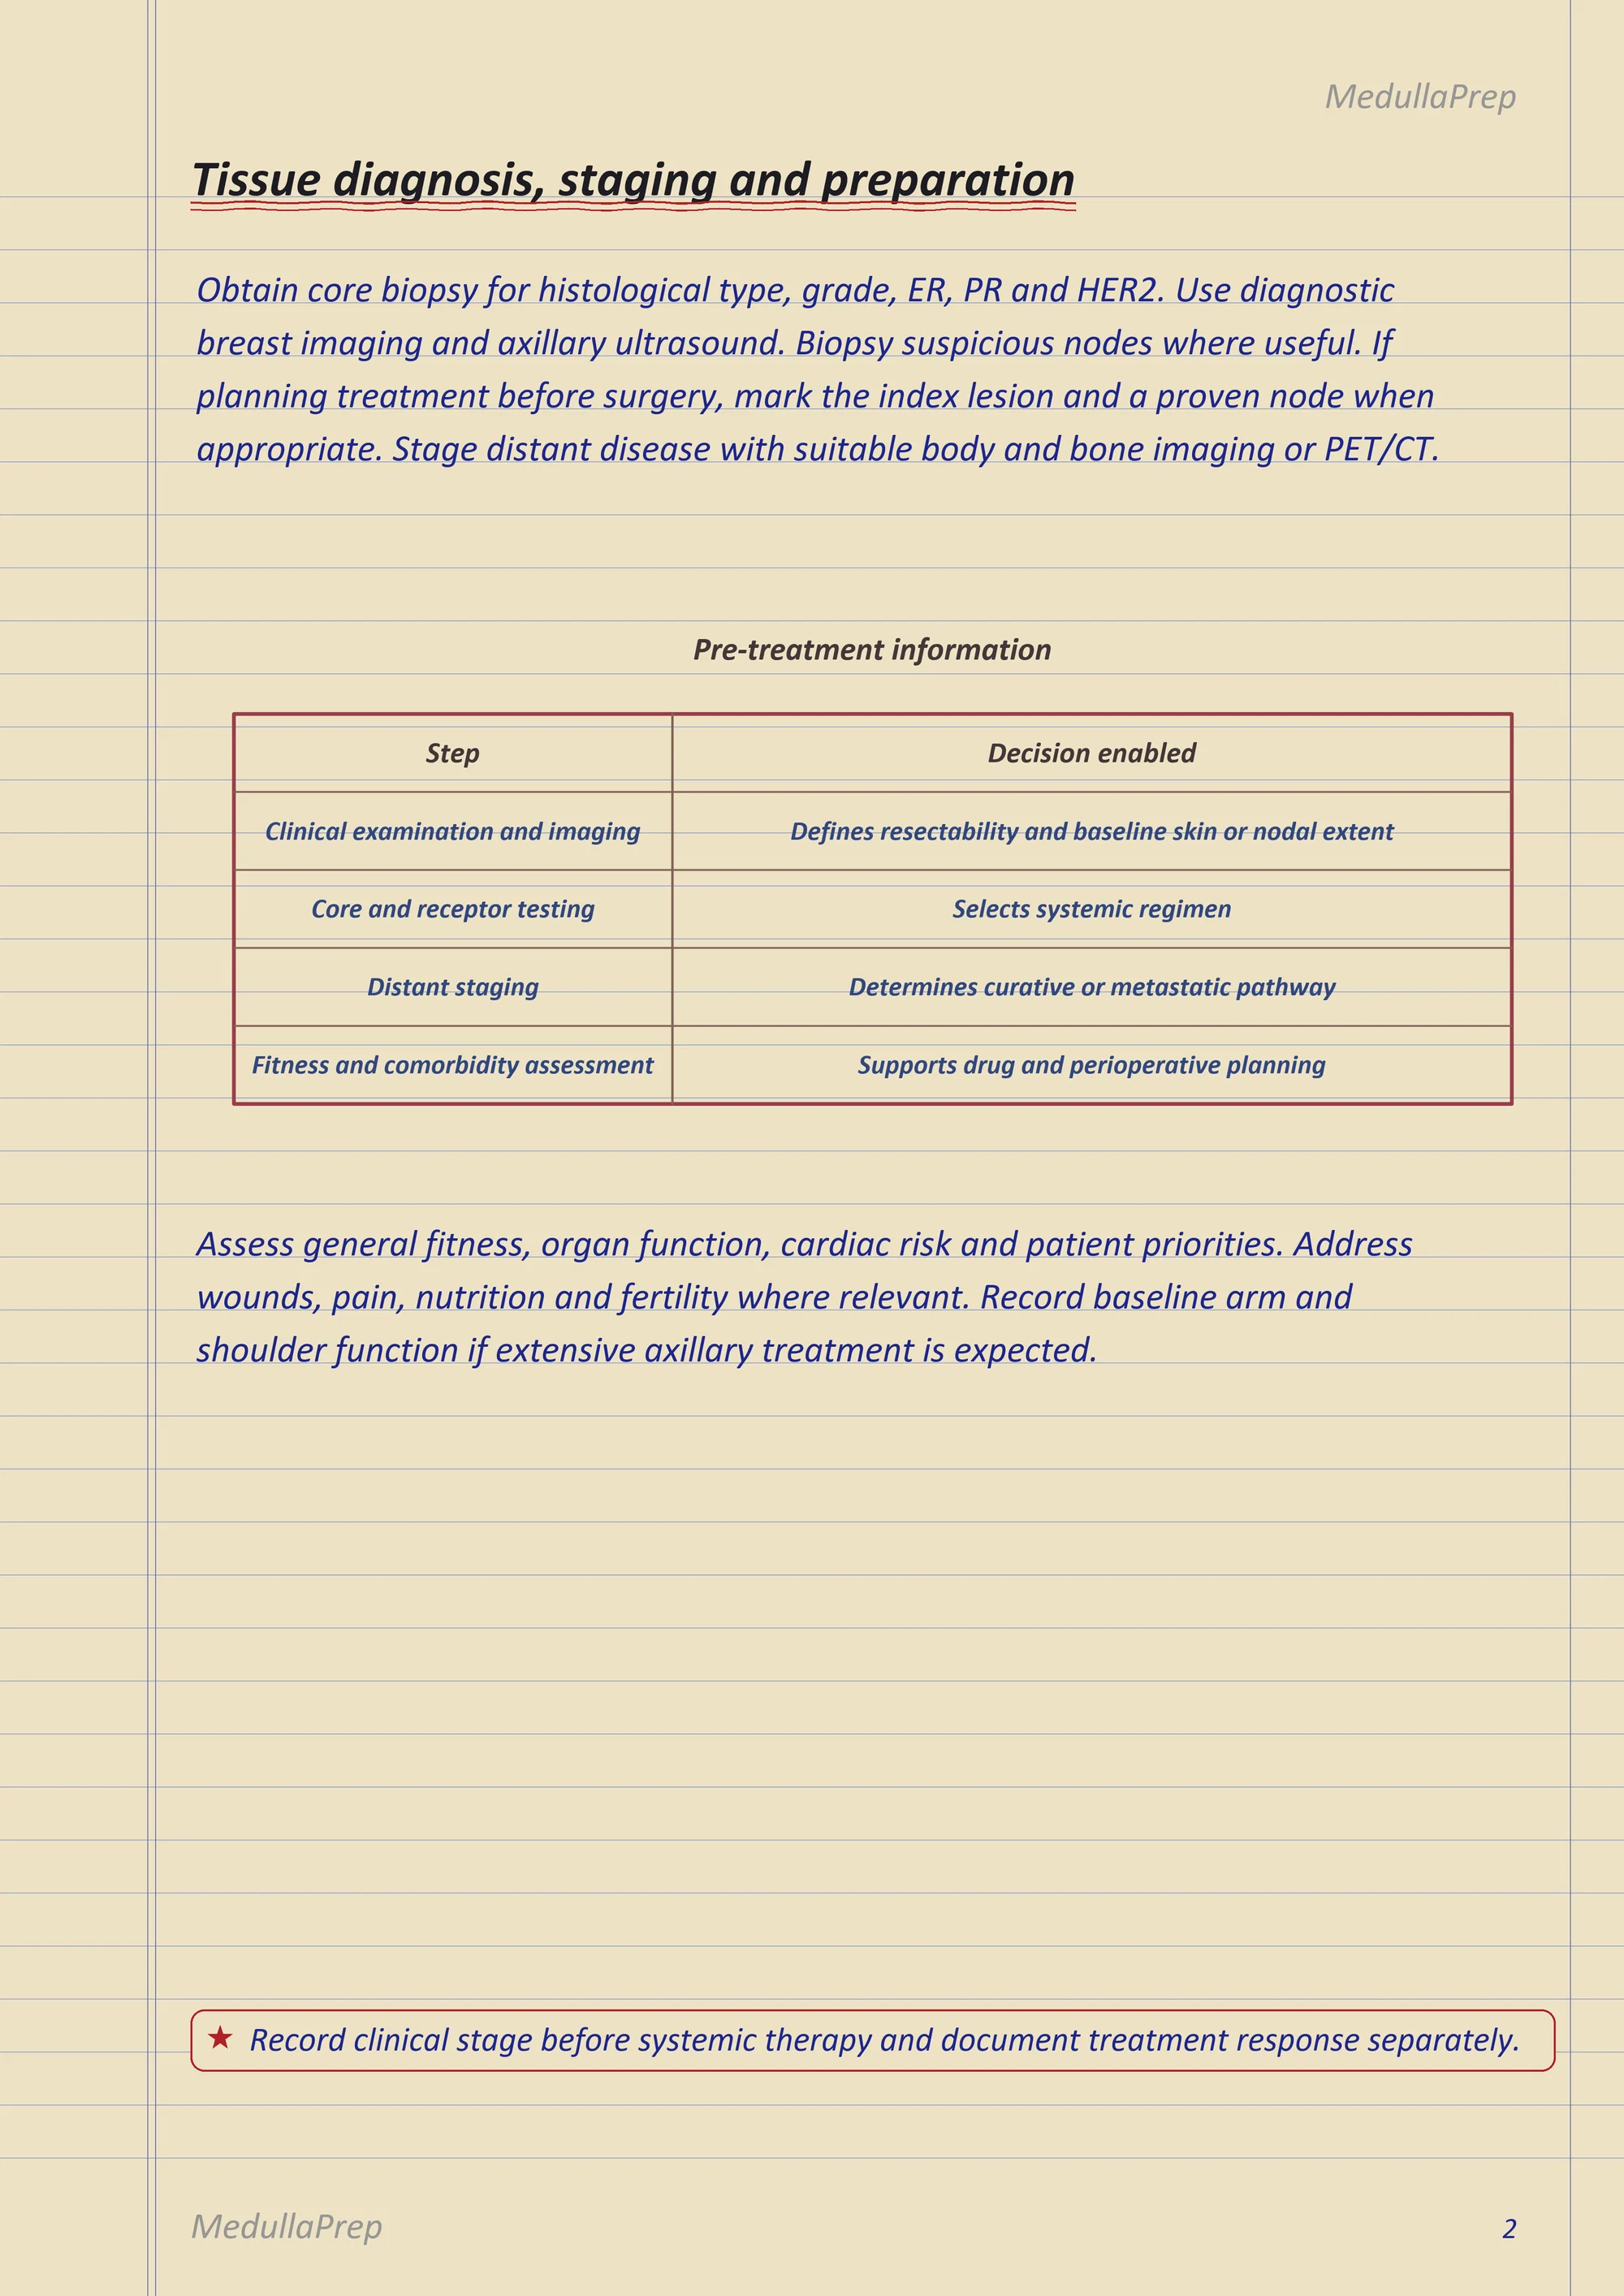 MedullaPrep
Tissue diagnosis, staging and preparation
Obtain core biopsy for histological type, grade, ER, PR and HER2. Use diagnostic
breast imaging and axillary ultrasound. Biopsy suspicious nodes where useful. If
planning treatment before surgery, mark the index lesion and a proven node when
appropriate. Stage distant disease with suitable body and bone imaging or PET/CT.
Pre-treatment information
Step Decision enabled
Clinical examination and imaging Defines resectability and baseline skin or nodal extent
Core and receptor testing Selects systemic regimen
Distant staging Determines curative or metastatic pathway
Fitness and comorbidity assessment Supports drug and perioperative planning
Assess general fitness, organ function, cardiac risk and patient priorities. Address
wounds, pain, nutrition and fertility where relevant. Record baseline arm and
shoulder function if extensive axillary treatment is expected.
★ Record clinical stage before systemic therapy and document treatment response separately.
MedullaPrep 2